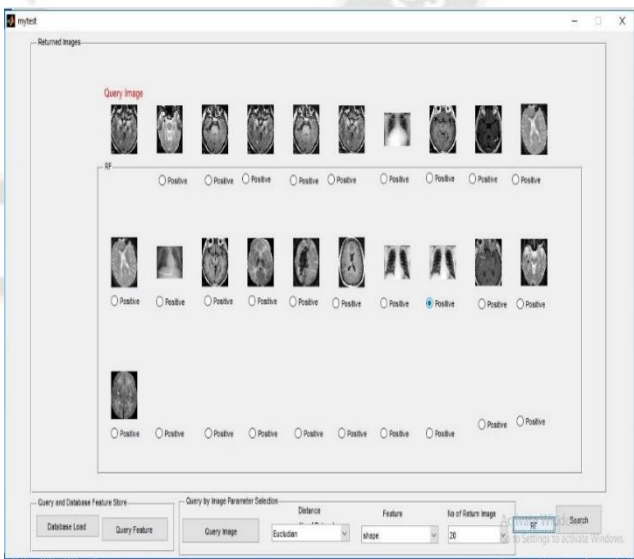 mytest
Returned Images
Query Image
RF
Positive Positive Positive Positive Positive Positive Positive Positive Positive
Positive Positive Positive Positive Positive Positive Positive Positive Positive Positive
Positive Positive Positive Positive Positive Positive Positive Positive Positive Positive
Query and Database Feature Store
Database Load Query Feature
Query by Image Parameter Selection
Distance Feature No of Return Image
Query Image Eucludian shape 20
RF Search
Go to Settings to activate Windows.